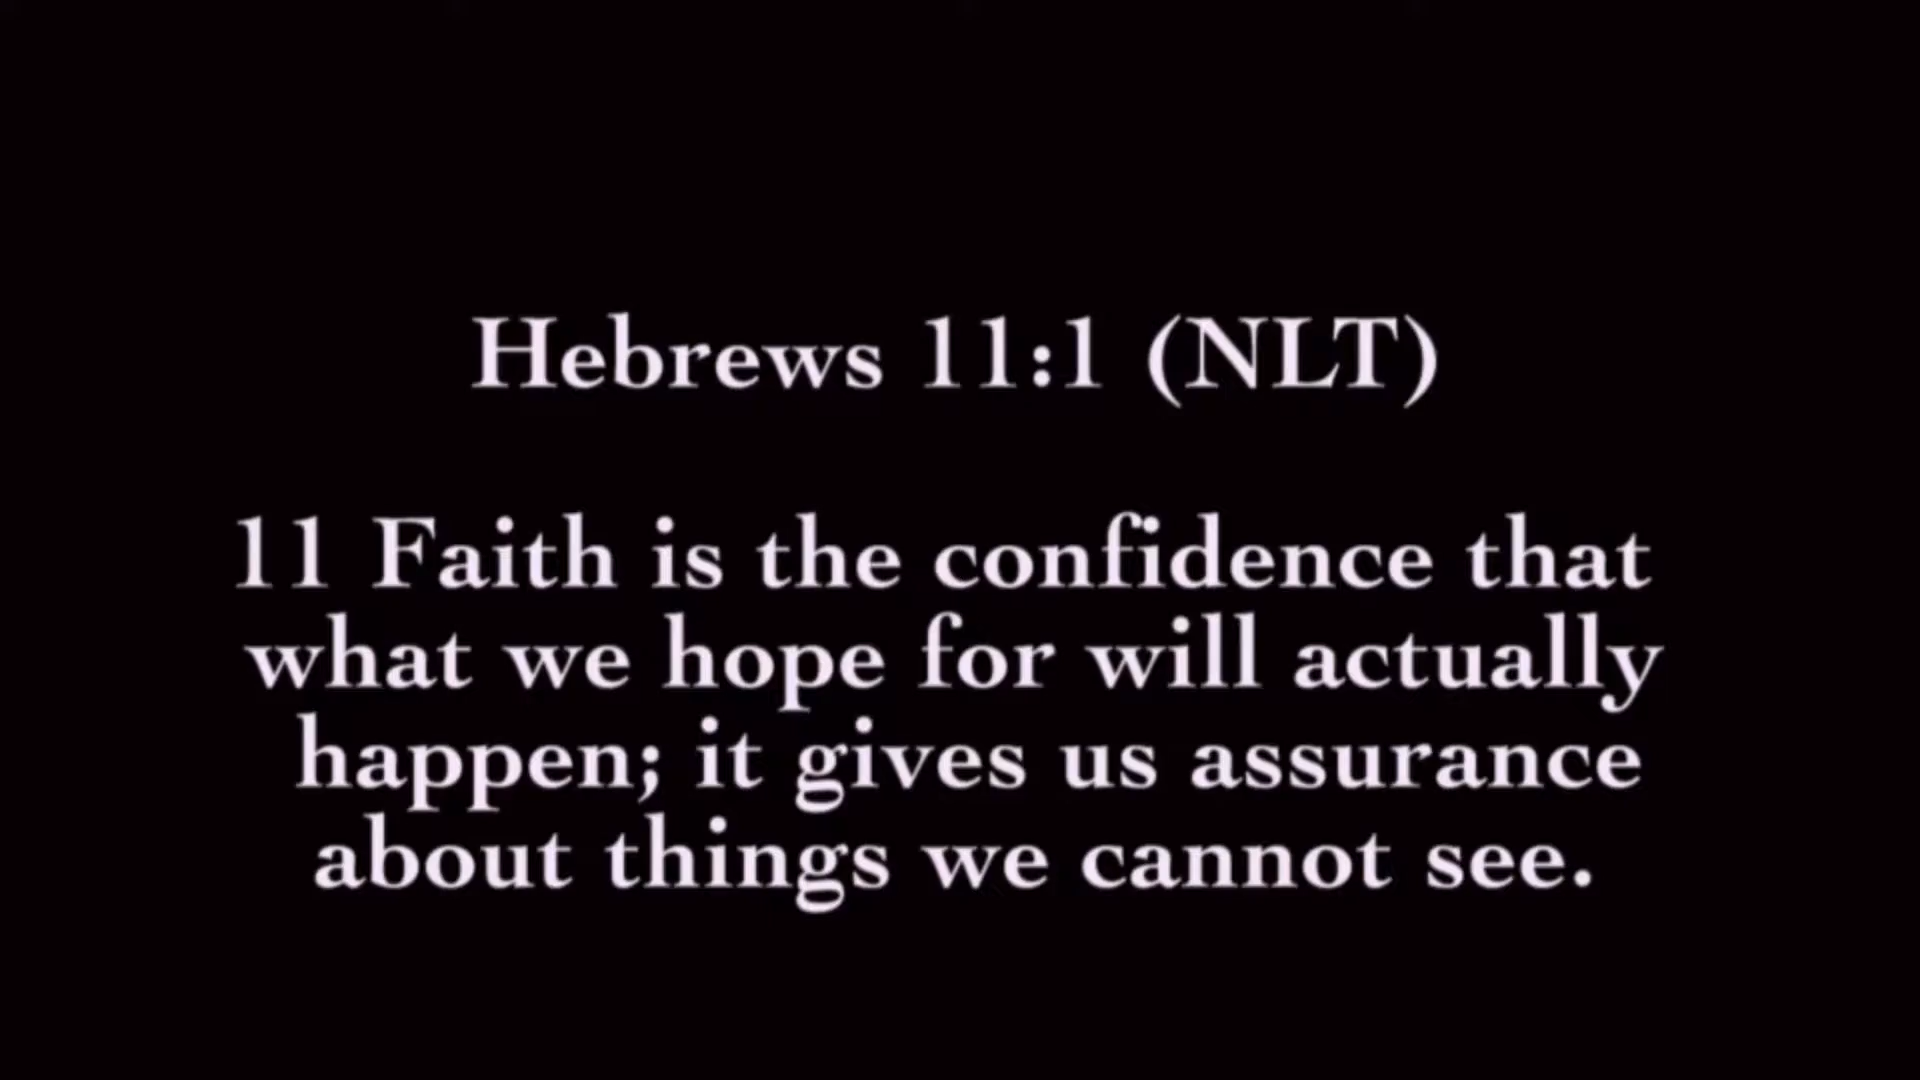 Hebrews 11:1 (NLT)
11 Faith is the confidence that
what we hope for will actually
happen; it gives us assurance
about things we cannot see.